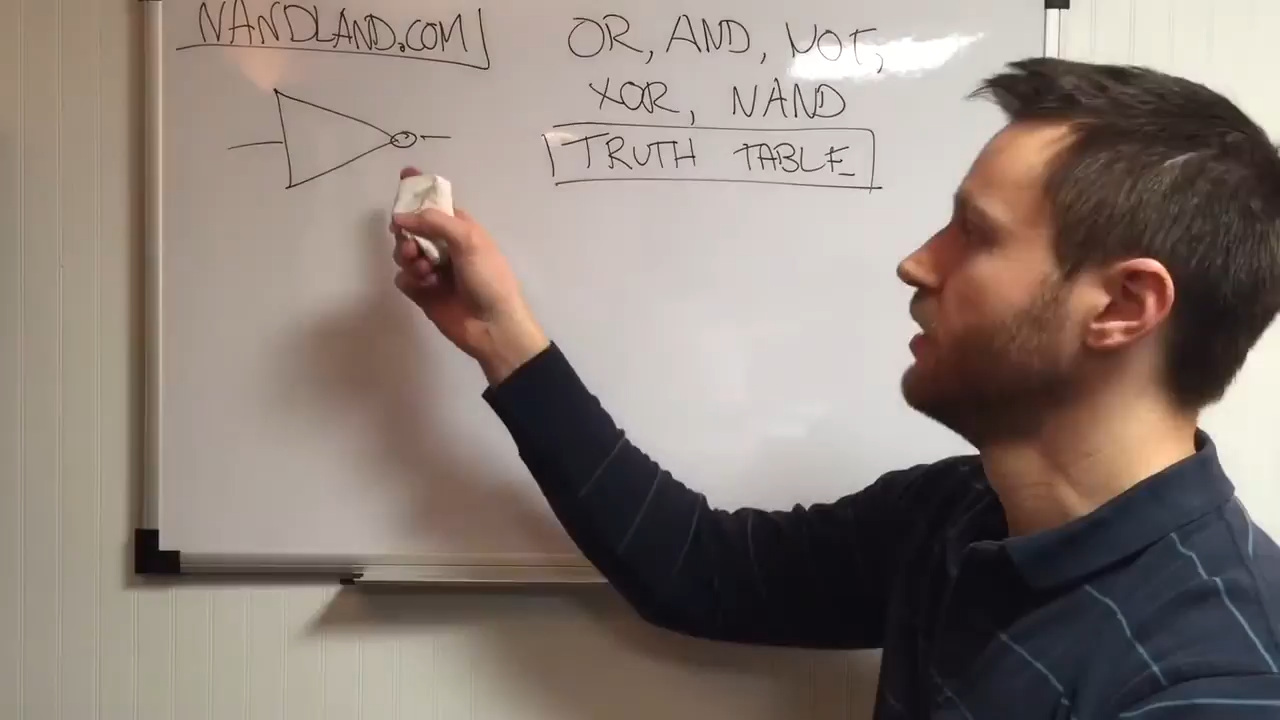 NANDLAND.COM
OR, AND, NOT,
XOR, NAND
TRUTH TABLE